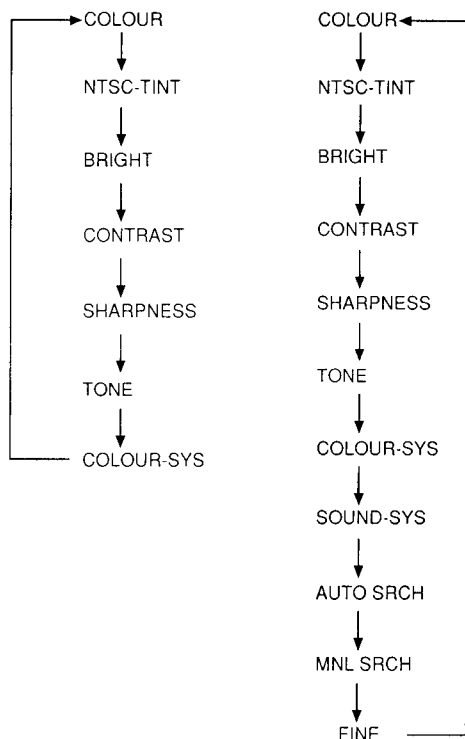 COLOUR
NTSC-TINT
BRIGHT
CONTRAST
SHARPNESS
TONE
COLOUR-SYS
COLOUR
NTSC-TINT
BRIGHT
CONTRAST
SHARPNESS
TONE
COLOUR-SYS
SOUND-SYS
AUTO SRCH
MNL SRCH
FINE